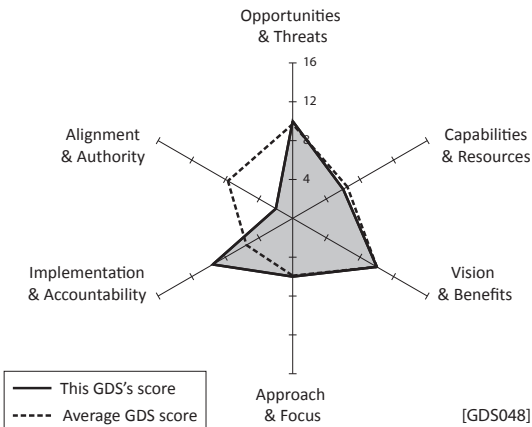 Opportunities
& Threats
16
12
8
4
Alignment
& Authority
Capabilities
& Resources
Implementation
& Accountability
Vision
& Benefits
Approach
& Focus
This GDS's score
Average GDS score
[GDS048]